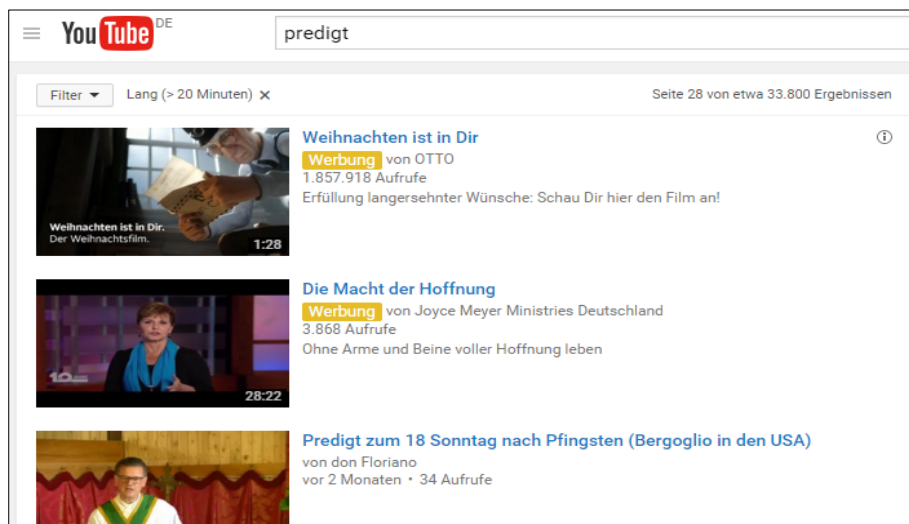 YouTube DE
predigt
Filter
Lang (> 20 Minuten) ×
Seite 28 von etwa 33.800 Ergebnissen
Weihnachten ist in Dir
Werbung von OTTO
1.857.918 Aufrufe
Erfüllung langersehnter Wünsche: Schau Dir hier den Film an!
Weihnachten ist in Dir.
Der Weihnachtsfilm.
1:28
Die Macht der Hoffnung
Werbung von Joyce Meyer Ministries Deutschland
3.868 Aufrufe
Ohne Arme und Beine voller Hoffnung leben
28:22
Predigt zum 18 Sonntag nach Pfingsten (Bergoglio in den USA)
von don Floriano
vor 2 Monaten • 34 Aufrufe